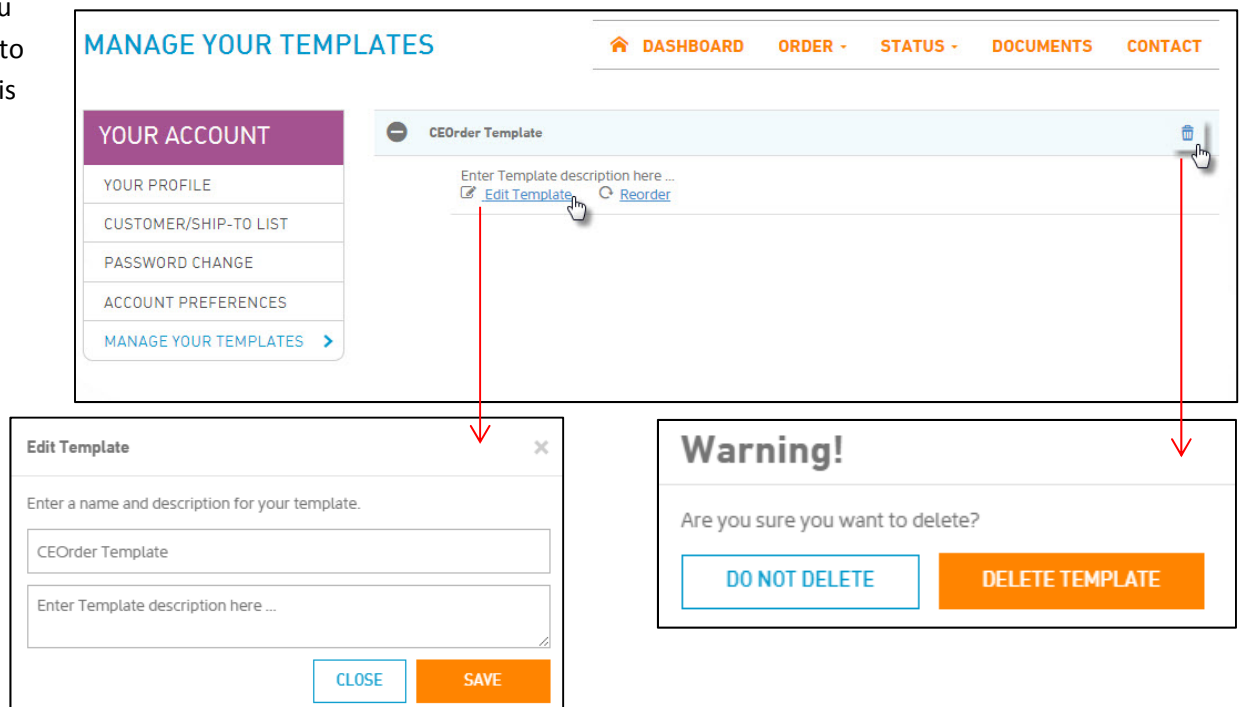 u
to
is
MANAGE YOUR TEMPLATES
DASHBOARD ORDER - STATUS - DOCUMENTS CONTACT
YOUR ACCOUNT
YOUR PROFILE
CUSTOMER/SHIP-TO LIST
PASSWORD CHANGE
ACCOUNT PREFERENCES
MANAGE YOUR TEMPLATES
CEOrder Template
Enter Template description here ...
Edit Template Reorder
Edit Template
Enter a name and description for your template.
CEOrder Template
Enter Template description here ...
CLOSE SAVE
Warning!
Are you sure you want to delete?
DO NOT DELETE DELETE TEMPLATE